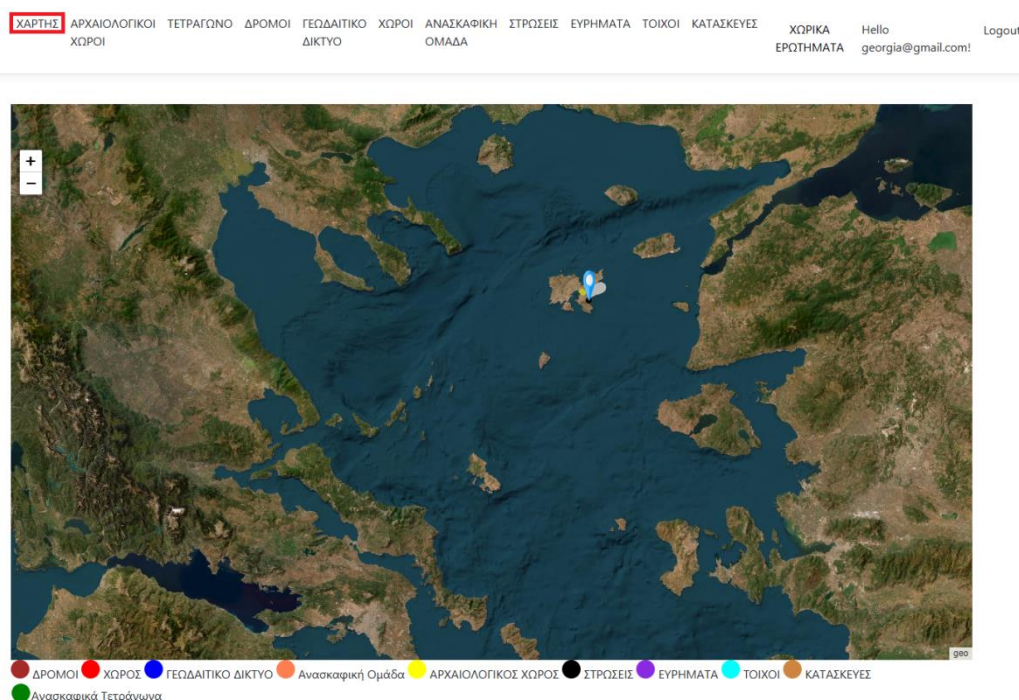 ΧΑΡΤΗΣ ΑΡΧΑΙΟΛΟΓΙΚΟΙ ΧΩΡΟΙ ΤΕΤΡΑΓΩΝΟ ΔΡΟΜΟΙ ΓΕΩΔΑΙΤΙΚΟ ΔΙΚΤΥΟ ΧΩΡΟΙ ΑΝΑΣΚΑΦΙΚΗ ΟΜΑΔΑ ΣΤΡΩΣΕΙΣ ΕΥΡΗΜΑΤΑ ΤΟΙΧΟΙ ΚΑΤΑΣΚΕΥΕΣ
ΧΩΡΙΚΑ ΕΡΩΤΗΜΑΤΑ
Hello georgia@gmail.com!
Logout
+
−
geo
ΔΡΟΜΟΙ ΧΩΡΟΣ ΓΕΩΔΑΙΤΙΚΟ ΔΙΚΤΥΟ Ανασκαφική Ομάδα ΑΡΧΑΙΟΛΟΓΙΚΟΣ ΧΩΡΟΣ ΣΤΡΩΣΕΙΣ ΕΥΡΗΜΑΤΑ ΤΟΙΧΟΙ ΚΑΤΑΣΚΕΥΕΣ
Ανασκαφικά Τετράγωνα